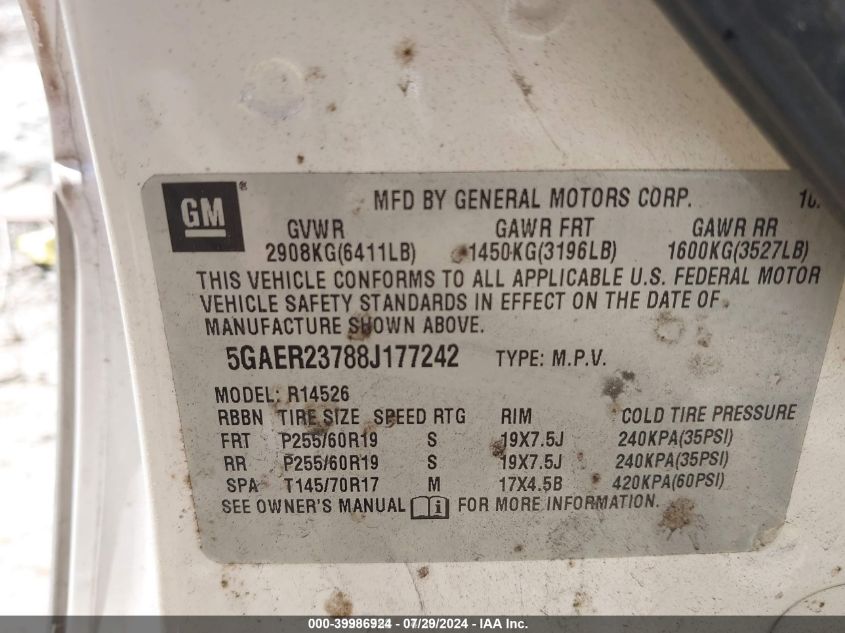 GM ® MFD BY GENERAL MOTORS CORP. 10.
GVWR GAWR FRT GAWR RR
2908KG(6411LB) 1450KG(3196LB) 1600KG(3527LB)
THIS VEHICLE CONFORMS TO ALL APPLICABLE U.S. FEDERAL MOTOR
VEHICLE SAFETY STANDARDS IN EFFECT ON THE DATE OF
MANUFACTURE SHOWN ABOVE.
5GAER23788J177242 TYPE: M.P.V.
MODEL: R14526
RBBN TIRE SIZE SPEED RTG RIM COLD TIRE PRESSURE
FRT P255/60R19 S 19X7.5J 240KPA(35PSI)
RR P255/60R19 S 19X7.5J 240KPA(35PSI)
SPA T145/70R17 M 17X4.5B 420KPA(60PSI)
SEE OWNER'S MANUAL i FOR MORE INFORMATION.
000-39986924 - 07/29/2024 - IAA Inc.